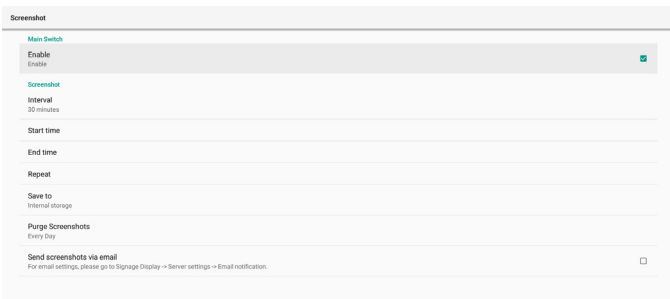 Screenshot
Main Switch
Enable
Enable
Screenshot
Interval
30 minutes
Start time
End time
Repeat
Save to
Internal storage
Purge Screenshots
Every Day
Send screenshots via email
For email settings, please go to Signage Display -> Server settings -> Email notification.